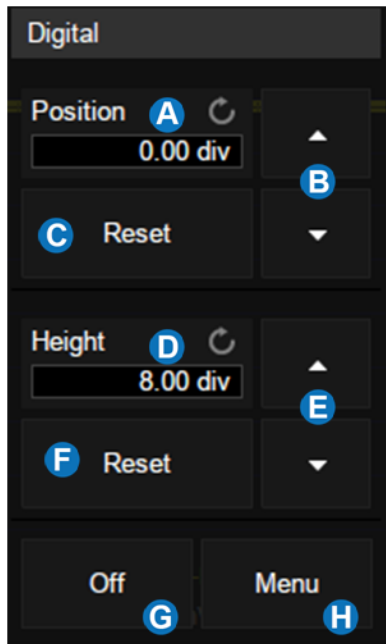 Digital
Position A
0.00 div
B
C Reset
Height D
8.00 div
E
F Reset
Off Menu
G H